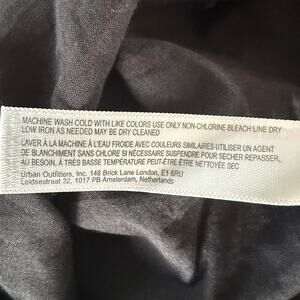 MACHINE WASH COLD WITH LIKE COLORS USE ONLY NON-CHLORINE BLEACH LINE DRY
LOW IRON AS NEEDED MAY BE DRY CLEANED
LAVER À LA MACHINE À L'EAU FROIDE AVEC COULEURS SIMILAIRES UTILISER UN AGENT
DE BLANCHIMENT SANS CHLORE SI NÉCESSAIRE SUSPENDRE POUR SECHER REPASSER,
AU BESOIN, À TRÈS BASSE TEMPÉRATURE PEUT-ÊTRE ÊTRE NETTOYÉE SEC
Urban Outfitters, Inc. 146 Brick Lane London, E1 6RU
Leidsestraat 32, 1017 PB Amsterdam, Netherlands